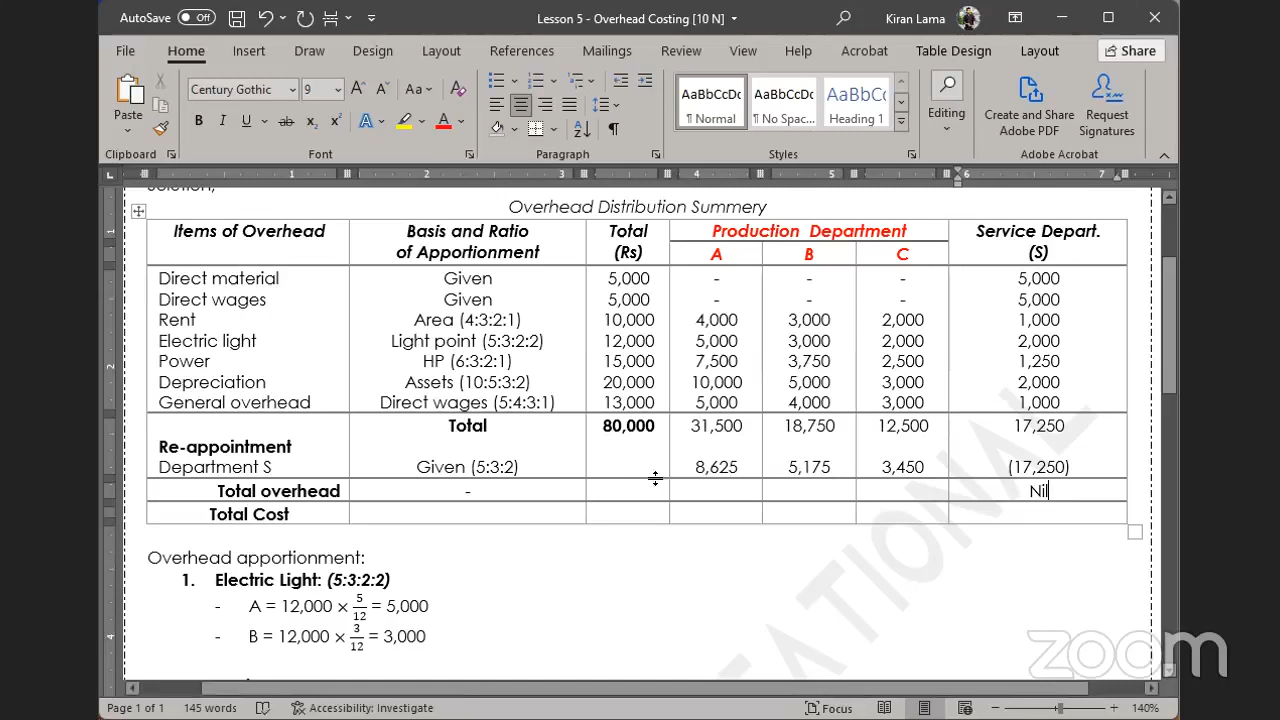 AutoSave Off
Lesson 5 - Overhead Costing [10 N]
Kiran Lama
File Home Insert Draw Design Layout References Mailings Review View Help Acrobat Table Design Layout Share
Paste
Century Gothic 9
Aa
B I U ab x₂ x²
A A
AaBbCcDc AaBbCcDc AaBbCc
¶ Normal ¶ No Spac... Heading 1
Editing
Create and Share Adobe PDF
Request Signatures
Clipboard Font Paragraph Styles Adobe Acrobat
1 2 3 4 5 6 7
Solution,
Overhead Distribution Summery
Items of Overhead Basis and Ratio of Apportionment Total (Rs) Production Department Service Depart. (S)
A B C
Direct material Given 5,000 - - - 5,000
Direct wages Given 5,000 - - - 5,000
Rent Area (4:3:2:1) 10,000 4,000 3,000 2,000 1,000
Electric light Light point (5:3:2:2) 12,000 5,000 3,000 2,000 2,000
Power HP (6:3:2:1) 15,000 7,500 3,750 2,500 1,250
Depreciation Assets (10:5:3:2) 20,000 10,000 5,000 3,000 2,000
General overhead Direct wages (5:4:3:1) 13,000 5,000 4,000 3,000 1,000
Total 80,000 31,500 18,750 12,500 17,250
Re-appointment
Department S Given (5:3:2) 8,625 5,175 3,450 (17,250)
Total overhead - Nil
Total Cost
Overhead apportionment:
1. Electric Light: (5:3:2:2)
- A = 12,000 × 5/12 = 5,000
- B = 12,000 × 3/12 = 3,000
zoom
Page 1 of 1 145 words Accessibility: Investigate Focus 140%